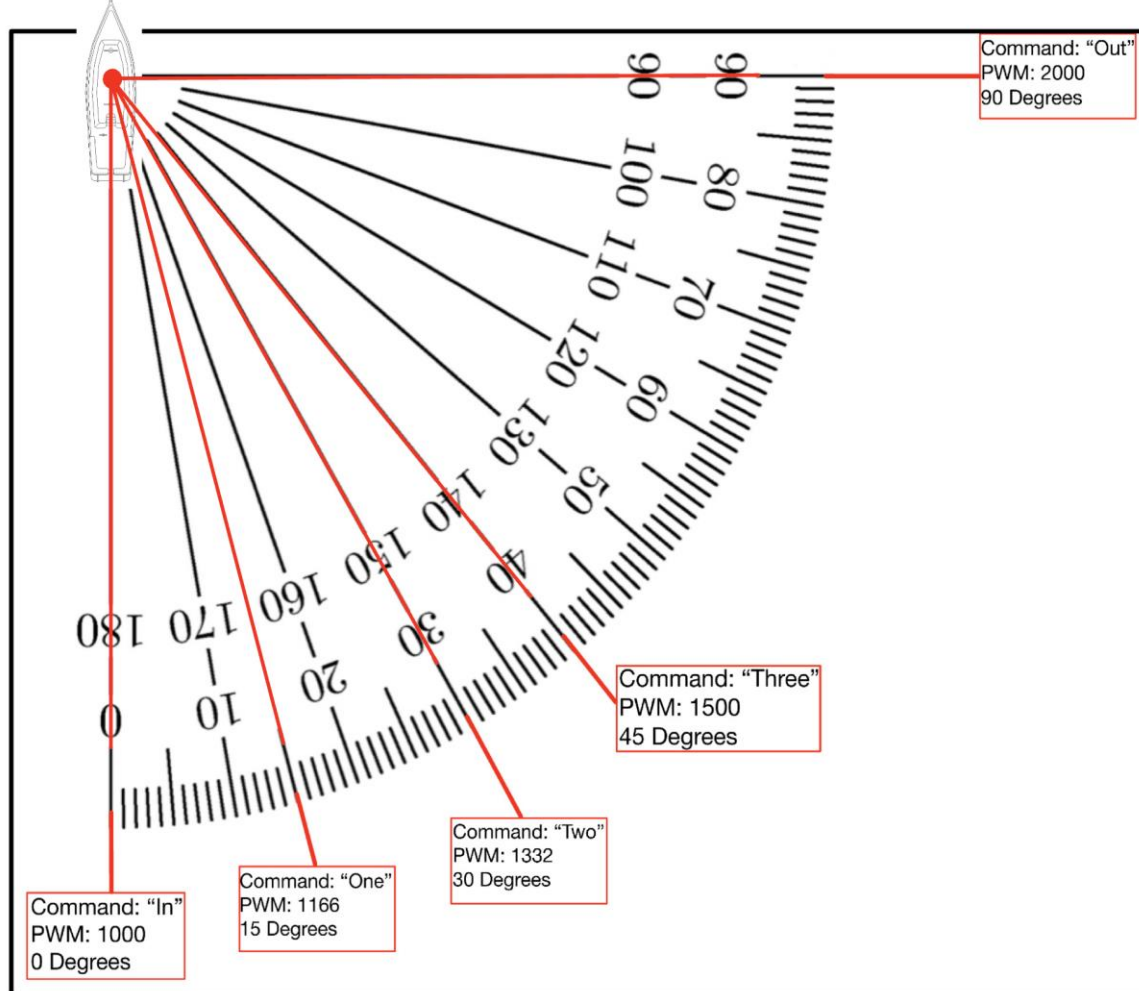 Command: “Out”
PWM: 2000
90 Degrees
90 90
100 80
110 70
120 60
130 50
140 40
150 30
160 20
170 10
180 0
Command: “Three”
PWM: 1500
45 Degrees
Command: “Two”
PWM: 1332
30 Degrees
Command: “One”
PWM: 1166
15 Degrees
Command: “In”
PWM: 1000
0 Degrees